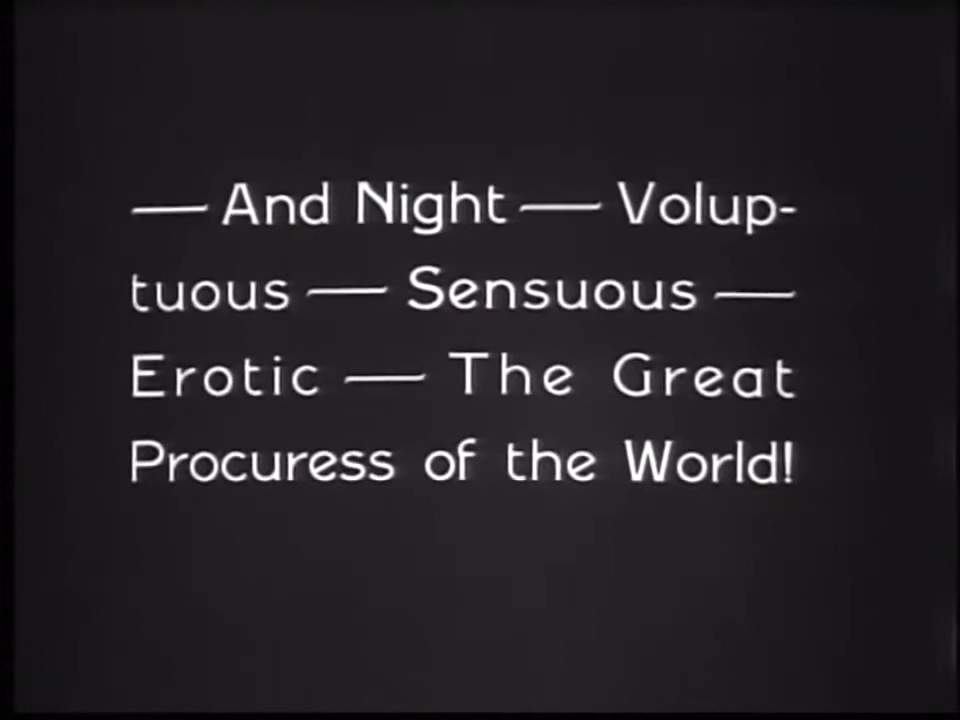 — And Night — Volup-
tuous — Sensuous —
Erotic — The Great
Procuress of the World!